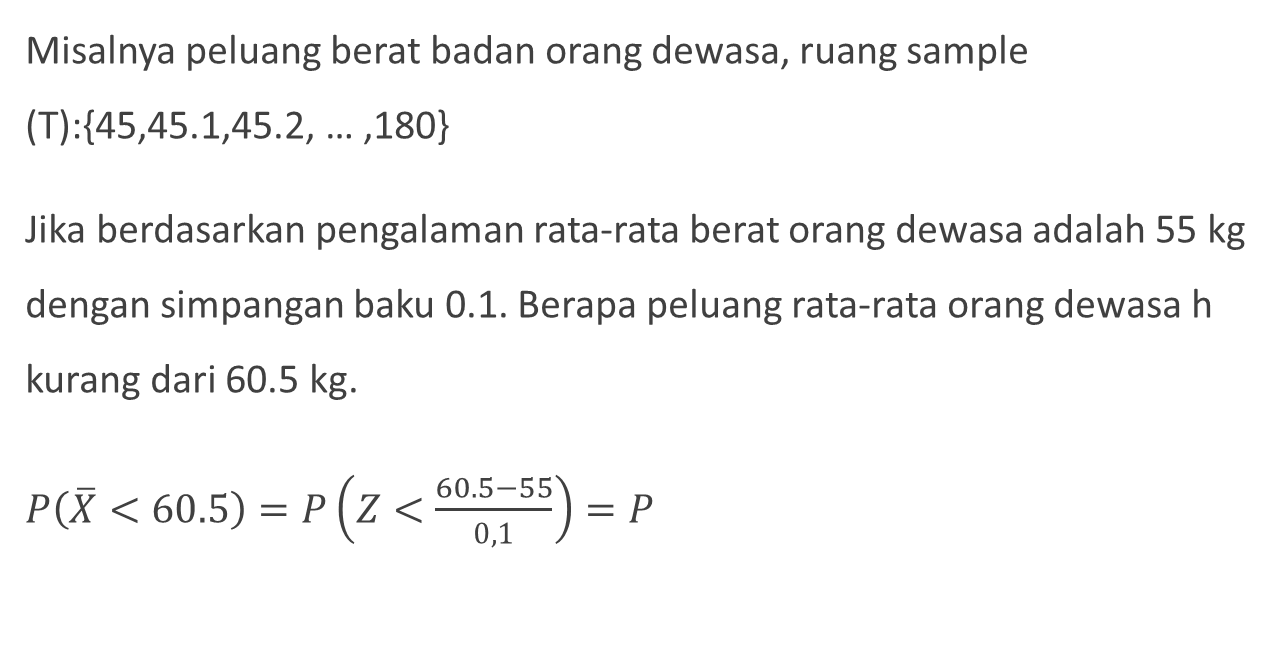 Misalnya peluang berat badan orang dewasa, ruang sample
(T):{45,45.1,45.2, ... ,180}
Jika berdasarkan pengalaman rata-rata berat orang dewasa adalah 55 kg
dengan simpangan baku 0.1. Berapa peluang rata-rata orang dewasa h
kurang dari 60.5 kg.
P(X̅ < 60.5) = P(Z < (60.5−55)/(0,1)) = P